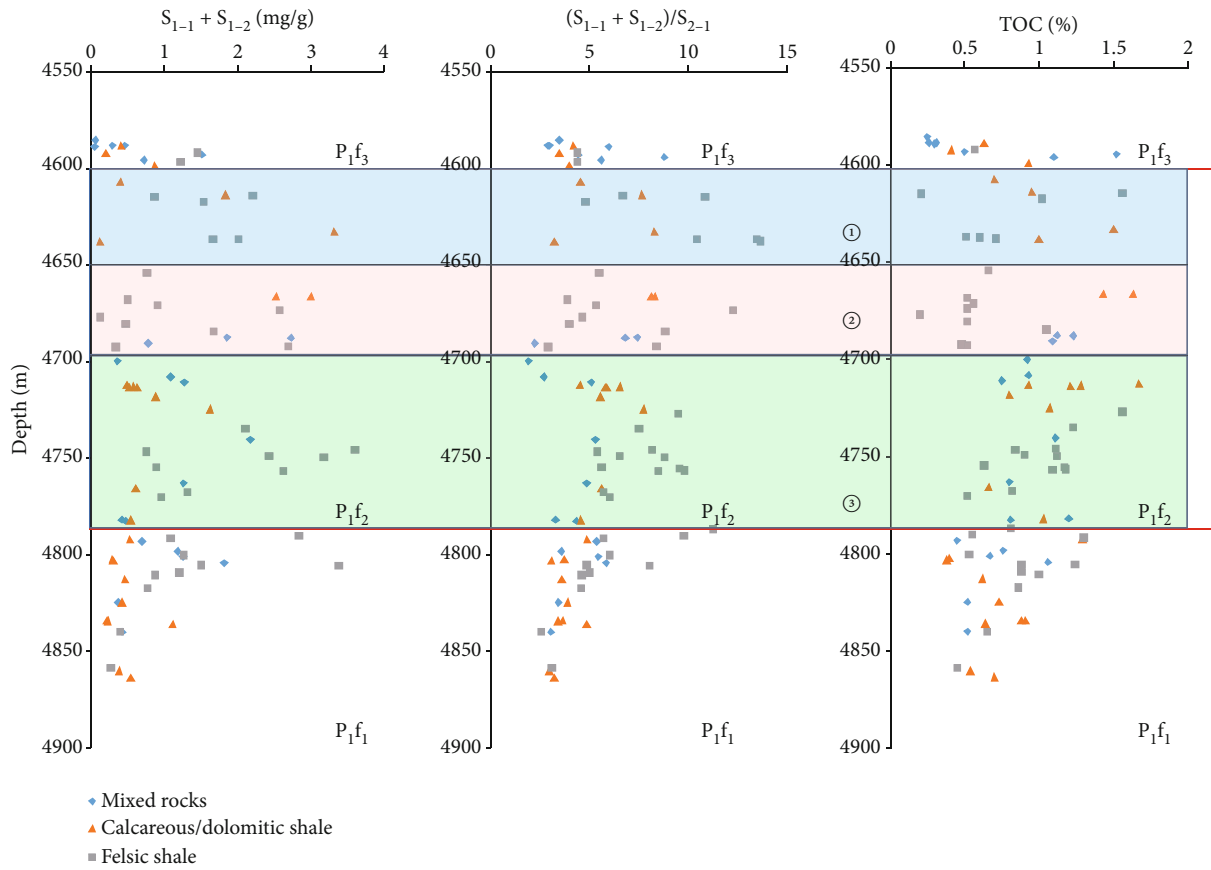 S1–1 + S1–2 (mg/g)
0 1 2 3 4
4550
4600
4650
4700
4750
4800
4850
4900
Depth (m)
P1f3
P1f2
(S1–1 + S1–2)/S2–1
0 5 10 15
4550
4600
4650
4700
4750
4800
4850
4900
P1f3
①
②
③
P1f2
P1f1
TOC (%)
0 0.5 1 1.5 2
4550
4600
4650
4700
4750
4800
4850
4900
P1f3
P1f2
P1f1
P1f1
Mixed rocks
Calcareous/dolomitic shale
Felsic shale